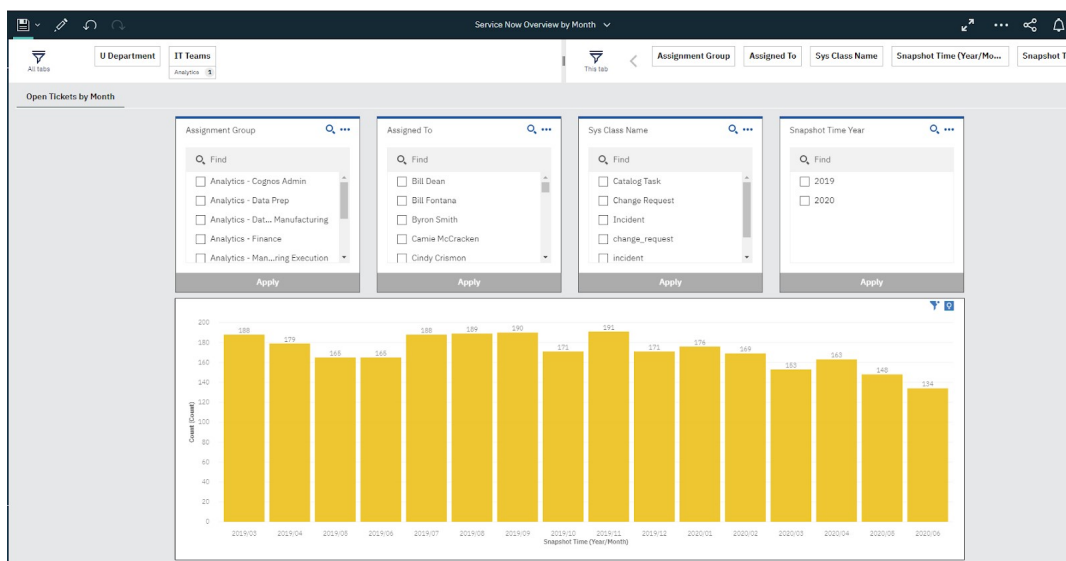 Service Now Overview by Month
All tabs
U Department
IT Teams
Analytics 1
This tab
Assignment Group
Assigned To
Sys Class Name
Snapshot Time (Year/Mo...
Snapshot T
Open Tickets by Month
Assignment Group
Find
Analytics - Cognos Admin
Analytics - Data Prep
Analytics - Dat... Manufacturing
Analytics - Finance
Analytics - Man...ring Execution
Apply
Assigned To
Find
Bill Dean
Bill Fontana
Byron Smith
Camie McCracken
Cindy Crismon
Apply
Sys Class Name
Find
Catalog Task
Change Request
Incident
change_request
incident
Apply
Snapshot Time Year
Find
2019
2020
Apply
Count (Count)
200
180
160
140
120
100
80
60
40
20
0
188
179
165
165
188
189
190
171
191
171
176
169
153
163
148
134
2019/03
2019/04
2019/05
2019/06
2019/07
2019/08
2019/09
2019/10
2019/11
2019/12
2020/01
2020/02
2020/03
2020/04
2020/05
2020/06
Snapshot Time (Year/Month)